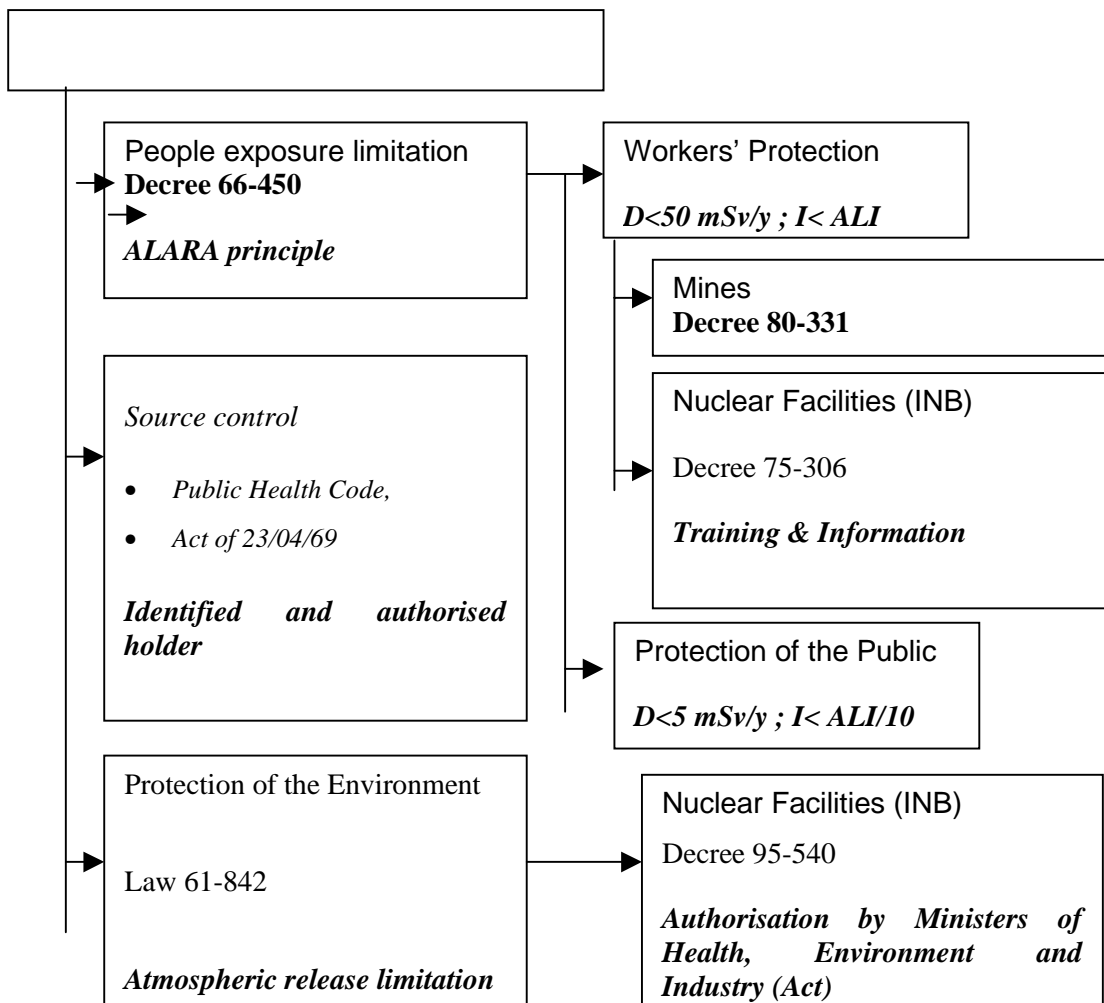 People exposure limitation
Decree 66-450
ALARA principle
Workers' Protection
D<50 mSv/y ; I< ALI
Mines
Decree 80-331
Nuclear Facilities (INB)
Decree 75-306
Training & Information
Source control
• Public Health Code,
• Act of 23/04/69
Identified and authorised
holder
Protection of the Public
D<5 mSv/y ; I< ALI/10
Protection of the Environment
Law 61-842
Atmospheric release limitation
Nuclear Facilities (INB)
Decree 95-540
Authorisation by Ministers of
Health, Environment and
Industry (Act)